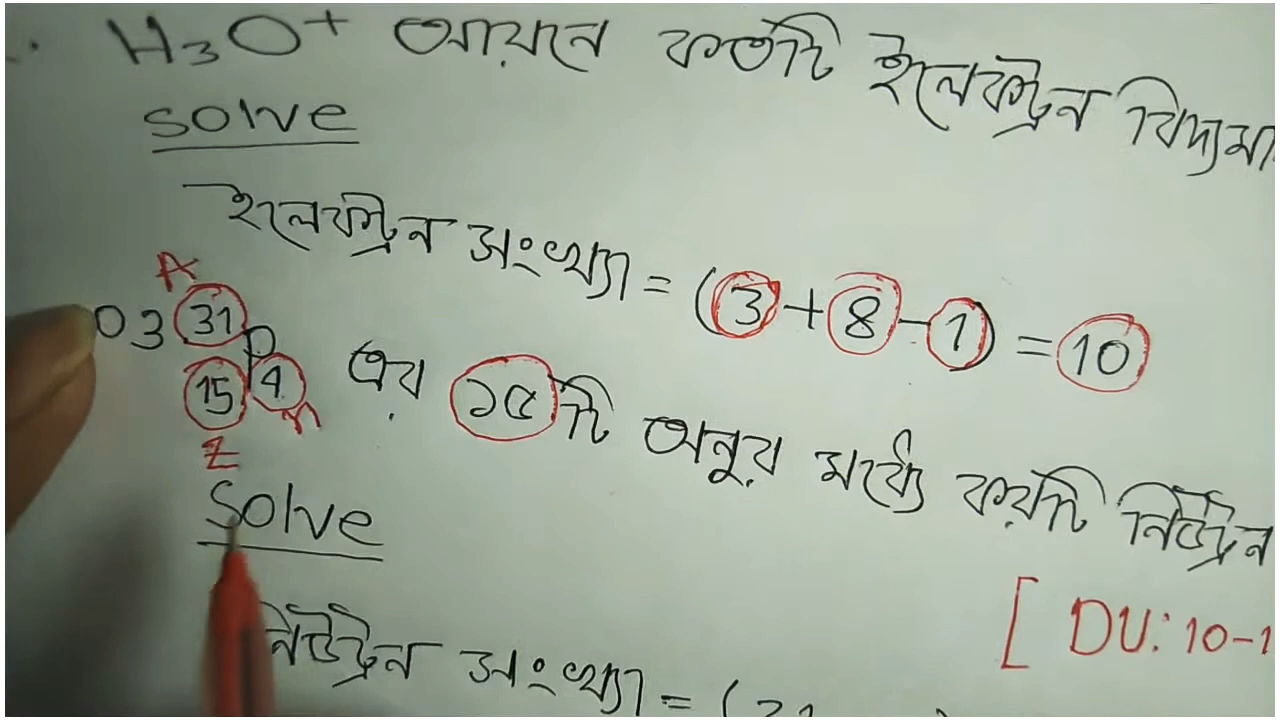 H₃O⁺ আয়নে কতটি ইলেকট্রন বিদ্যমা
Solve
ইলেকট্রন সংখ্যা = (3+8-1) = 10
A
03 31 P 4 এর ১৫টি অনুর মধ্যে কয়টি নিউট্রন
15 n
Z
Solve
[DU: 10-1
নিউট্রন সংখ্যা = (31